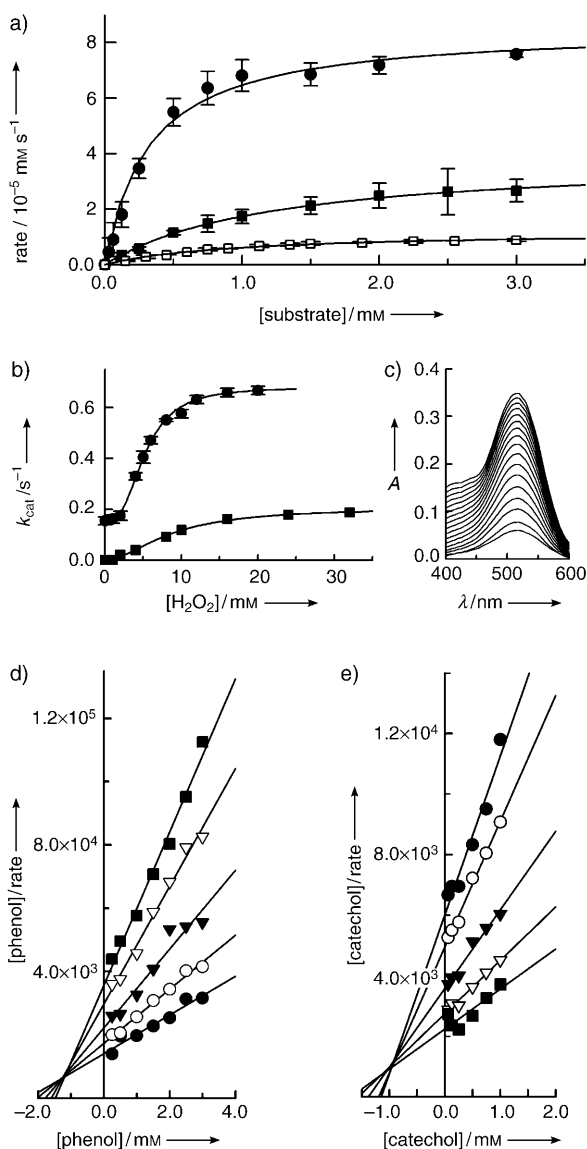 a)
8
6
4
2
0.0
rate / 10⁻⁵ mM s⁻¹
0.0 1.0 2.0 3.0
[substrate] / mM
b)
0.6
0.4
0.2
0.0
k_cat / s⁻¹
0 10 20 30
[H₂O₂] / mM
c)
0.4
0.3
0.2
0.1
0.0
A
400 500 600
λ / nm
d)
1.2×10⁵
8.0×10⁴
4.0×10³
[phenol]/rate
−2.0 0.0 2.0 4.0
[phenol] / mM
e)
1.2×10⁴
8.0×10³
4.0×10³
[catechol]/rate
−1.0 0.0 1.0 2.0
[catechol] / mM